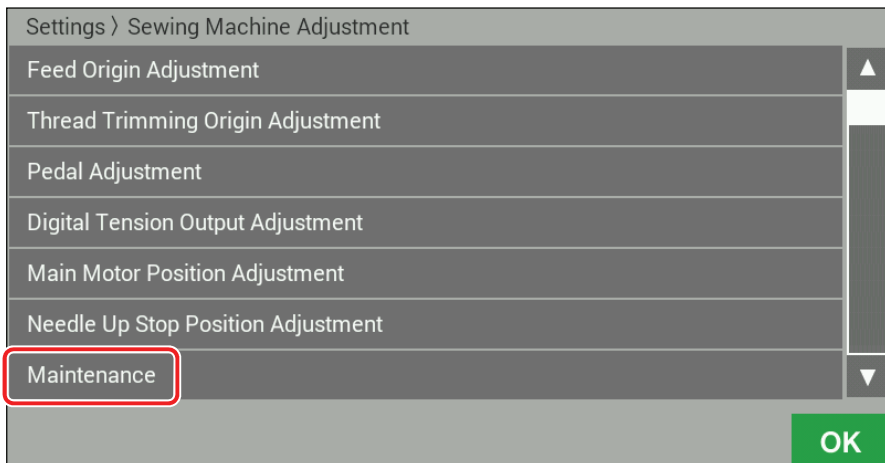 Settings 〉 Sewing Machine Adjustment
Feed Origin Adjustment
Thread Trimming Origin Adjustment
Pedal Adjustment
Digital Tension Output Adjustment
Main Motor Position Adjustment
Needle Up Stop Position Adjustment
Maintenance
OK